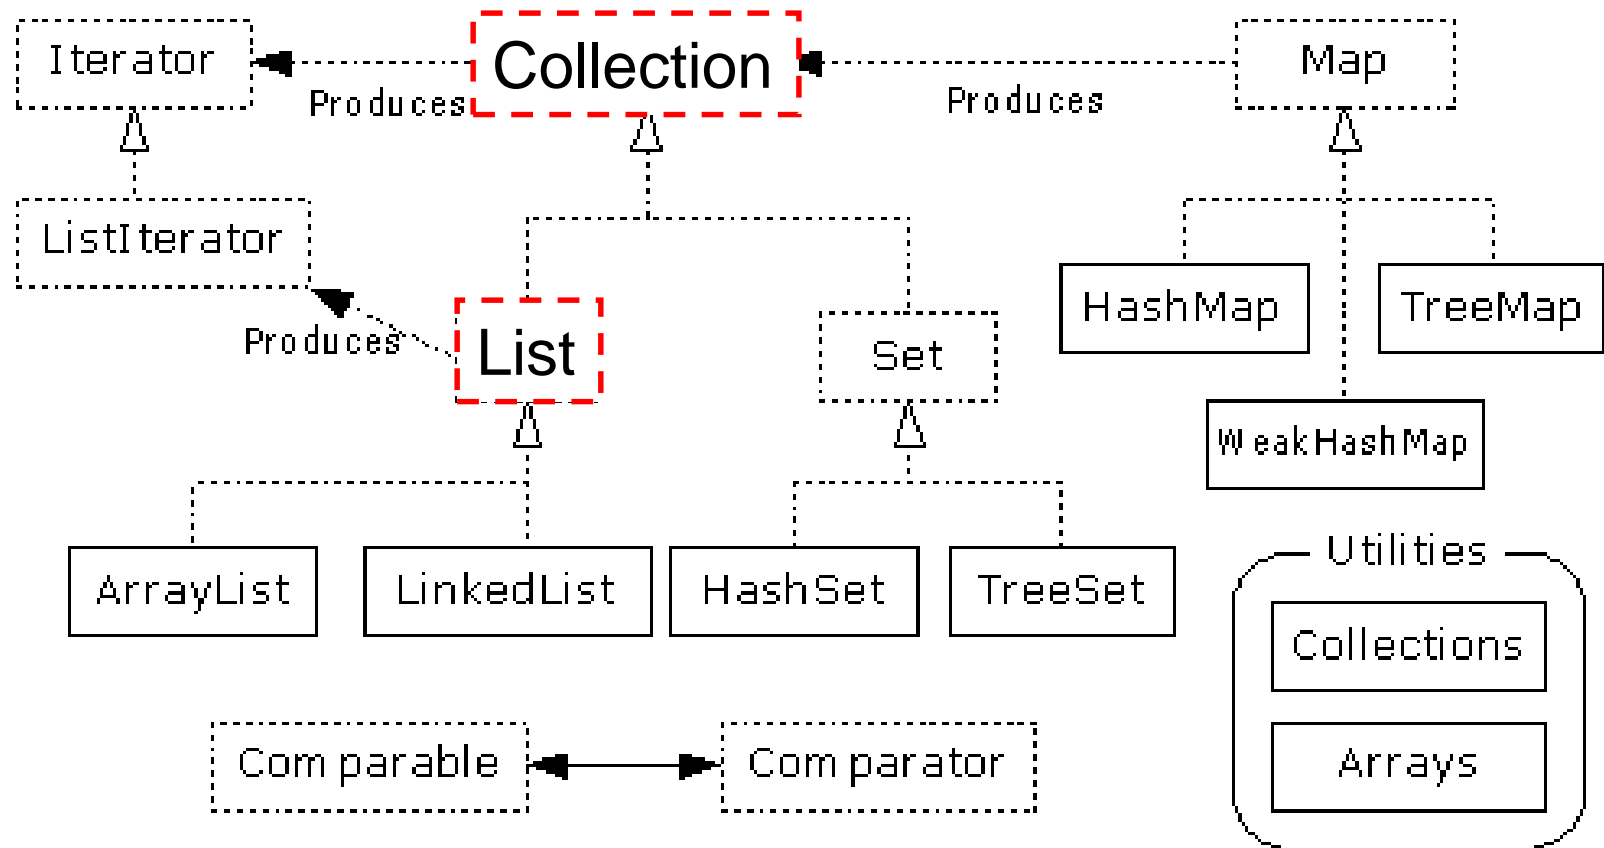 Iterator
Collection
Map
Produces
Produces
ListIterator
HashMap
TreeMap
Produces
List
Set
WeakHashMap
ArrayList
LinkedList
HashSet
TreeSet
Utilities
Collections
Comparable
Comparator
Arrays